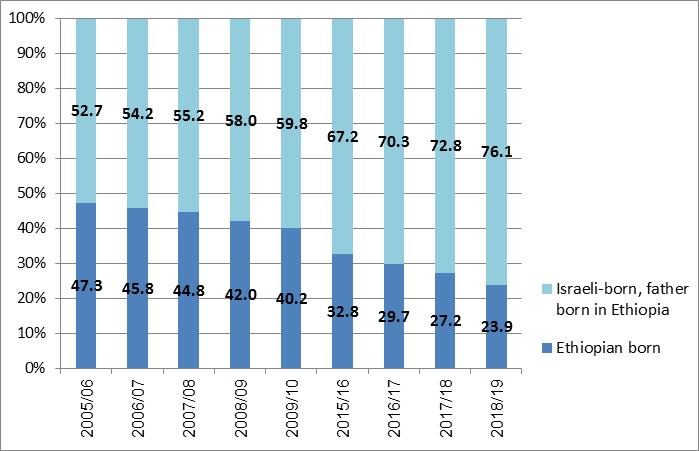 100%
90%
80%
70%
60%
50%
40%
30%
20%
10%
0%
52.7 54.2 55.2 58.0 59.8 67.2 70.3 72.8 76.1
47.3 45.8 44.8 42.0 40.2 32.8 29.7 27.2 23.9
2005/06 2006/07 2007/08 2008/09 2009/10 2015/16 2016/17 2017/18 2018/19
Israeli-born, father
born in Ethiopia
Ethiopian born